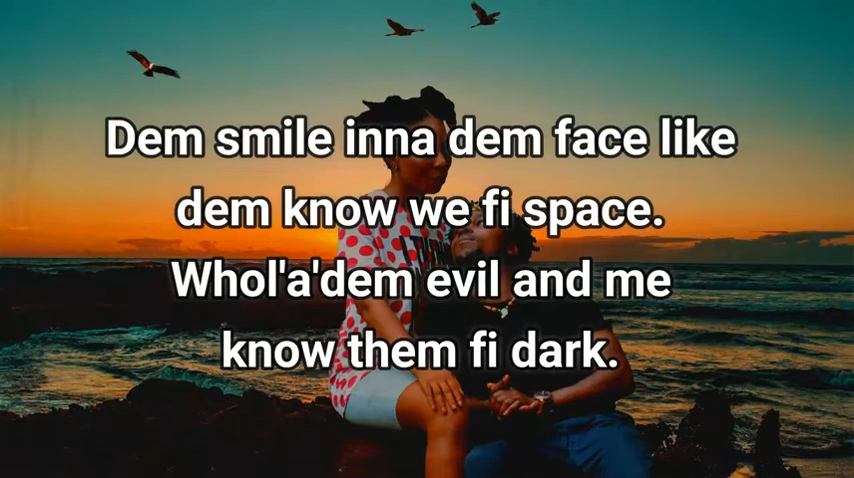 Dem smile inna dem face like
dem know we fi space.
Whol'a'dem evil and me
know them fi dark.